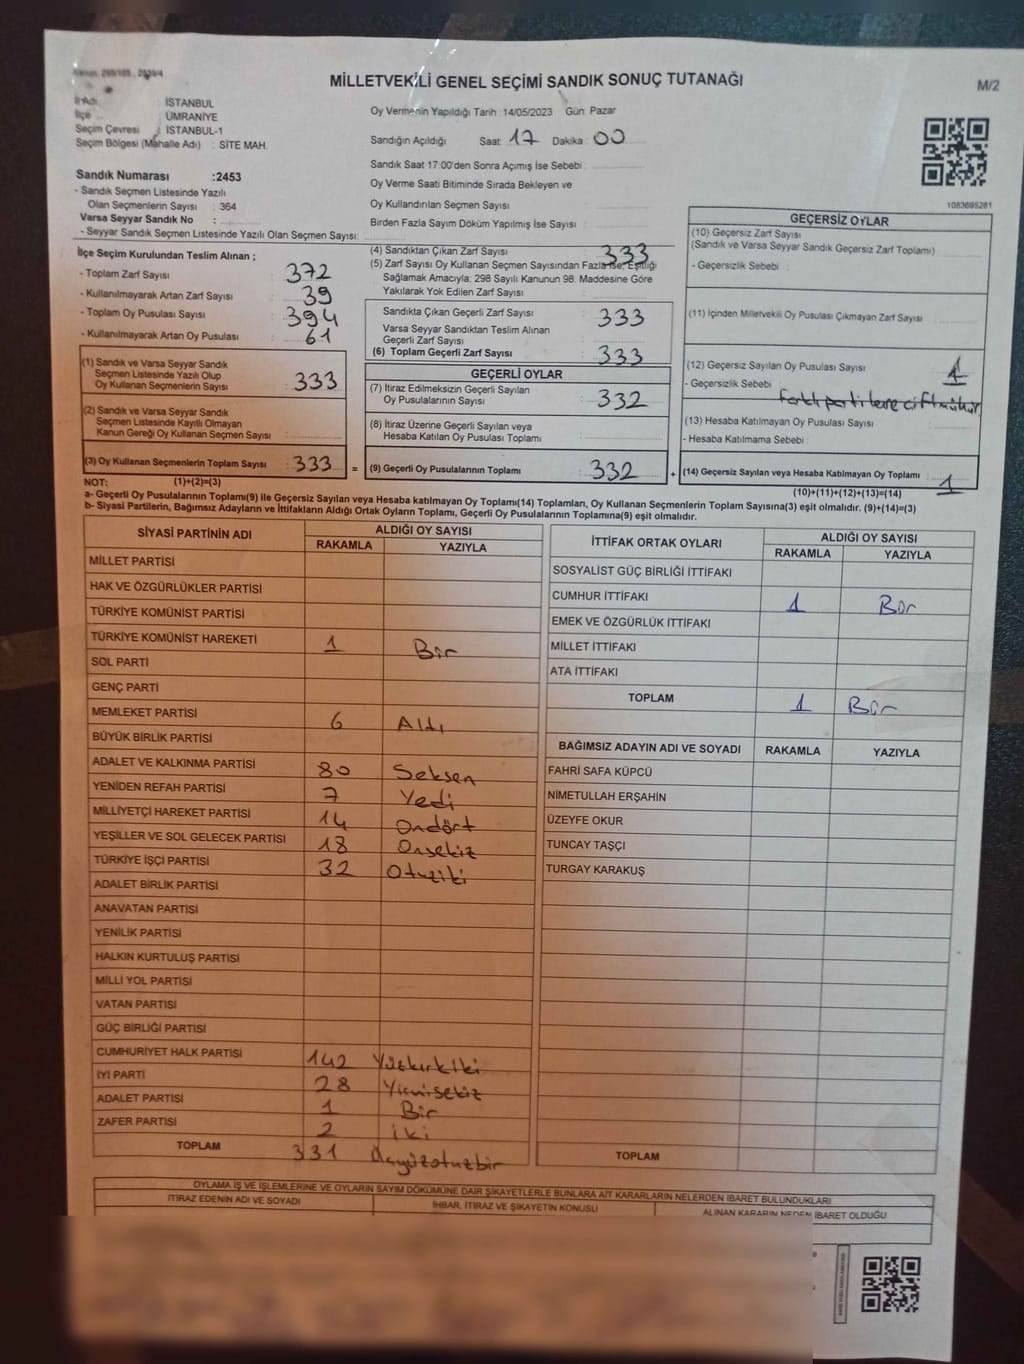 Kanun: 298/105 , 2839/4
MİLLETVEKİLİ GENEL SEÇİMİ SANDIK SONUÇ TUTANAĞI
M/2
İl Adı : İSTANBUL
İlçe : ÜMRANİYE
Seçim Çevresi : İSTANBUL-1
Seçim Bölgesi (Mahalle Adı) : SİTE MAH.
Sandık Numarası :2453
- Sandık Seçmen Listesinde Yazılı
Olan Seçmenlerin Sayısı : 364
Varsa Seyyar Sandık No :
- Seyyar Sandık Seçmen Listesinde Yazılı Olan Seçmen Sayısı:
Oy Vermenin Yapıldığı Tarih :14/05/2023 Gün: Pazar
Sandığın Açıldığı Saat: 17 Dakika: 00
Sandık Saat 17:00'den Sonra Açımış İse Sebebi :
Oy Verme Saati Bitiminde Sırada Bekleyen ve
Oy Kullandırılan Seçmen Sayısı
Birden Fazla Sayım Döküm Yapılmış İse Sayısı :
1083695281
İlçe Seçim Kurulundan Teslim Alınan ;
- Toplam Zarf Sayısı : 372
- Kullanılmayarak Artan Zarf Sayısı : 39
- Toplam Oy Pusulası Sayısı : 394
- Kullanılmayarak Artan Oy Pusulası : 61
(1) Sandık ve Varsa Seyyar Sandık
Seçmen Listesinde Yazılı Olup
Oy Kullanan Seçmenlerin Sayısı : 333
(2) Sandık ve Varsa Seyyar Sandık
Seçmen Listesinde Kayıtlı Olmayan
Kanun Gereği Oy Kullanan Seçmen Sayısı :
(3) Oy Kullanan Seçmenlerin Toplam Sayısı : 333 =
(4) Sandıktan Çıkan Zarf Sayısı : 333
(5) Zarf Sayısı Oy Kullanan Seçmen Sayısından Fazla İse; Eşitliği
Sağlamak Amacıyla; 298 Sayılı Kanunun 98. Maddesine Göre
Yakılarak Yok Edilen Zarf Sayısı :
Sandıkta Çıkan Geçerli Zarf Sayısı : 333
Varsa Seyyar Sandıktan Teslim Alınan
Geçerli Zarf Sayısı :
(6) Toplam Geçerli Zarf Sayısı : 333
GEÇERLİ OYLAR
(7) İtiraz Edilmeksizin Geçerli Sayılan
Oy Pusulalarının Sayısı : 332
(8) İtiraz Üzerine Geçerli Sayılan veya
Hesaba Katılan Oy Pusulası Toplamı :
(9) Geçerli Oy Pusulalarının Toplamı : 332 +
GEÇERSİZ OYLAR
(10) Geçersiz Zarf Sayısı
(Sandık ve Varsa Seyyar Sandık Geçersiz Zarf Toplamı) :
- Geçersizlik Sebebi :
(11) İçinden Milletvekili Oy Pusulası Çıkmayan Zarf Sayısı :
(12) Geçersiz Sayılan Oy Pusulası Sayısı : 1
- Geçersizlik Sebebi : farklı partilere çift mühür
(13) Hesaba Katılmayan Oy Pusulası Sayısı :
- Hesaba Katılmama Sebebi :
(14) Geçersiz Sayılan veya Hesaba Katılmayan Oy Toplamı : 1
NOT: (1)+(2)=(3)
(10)+(11)+(12)+(13)=(14)
a- Geçerli Oy Pusulalarının Toplamı(9) ile Geçersiz Sayılan veya Hesaba katılmayan Oy Toplamı(14) Toplamları, Oy Kullanan Seçmenlerin Toplam Sayısına(3) eşit olmalıdır. (9)+(14)=(3)
b- Siyasi Partilerin, Bağımsız Adayların ve İttifakların Aldığı Ortak Oyların Toplamı, Geçerli Oy Pusulalarının Toplamına(9) eşit olmalıdır.
SİYASİ PARTİNİN ADI ALDIĞI OY SAYISI
RAKAMLA YAZIYLA
MİLLET PARTİSİ
HAK VE ÖZGÜRLÜKLER PARTİSİ
TÜRKİYE KOMÜNİST PARTİSİ
TÜRKİYE KOMÜNİST HAREKETİ 1 Bir
SOL PARTİ
GENÇ PARTİ
MEMLEKET PARTİSİ 6 Altı
BÜYÜK BİRLİK PARTİSİ
ADALET VE KALKINMA PARTİSİ 80 Seksen
YENİDEN REFAH PARTİSİ 7 Yedi
MİLLİYETÇİ HAREKET PARTİSİ 14 Ondört
YEŞİLLER VE SOL GELECEK PARTİSİ 18 Onsekiz
TÜRKİYE İŞÇİ PARTİSİ 32 Otuziki
ADALET BİRLİK PARTİSİ
ANAVATAN PARTİSİ
YENİLİK PARTİSİ
HALKIN KURTULUŞ PARTİSİ
MİLLİ YOL PARTİSİ
VATAN PARTİSİ
GÜÇ BİRLİĞİ PARTİSİ
CUMHURİYET HALK PARTİSİ 142 Yüzkırkiki
İYİ PARTİ 28 Yirmisekiz
ADALET PARTİSİ 1 Bir
ZAFER PARTİSİ 2 İki
TOPLAM 331 Üçyüzotuzbir
İTTİFAK ORTAK OYLARI ALDIĞI OY SAYISI
RAKAMLA YAZIYLA
SOSYALİST GÜÇ BİRLİĞİ İTTİFAKI
CUMHUR İTTİFAKI 1 Bir
EMEK VE ÖZGÜRLÜK İTTİFAKI
MİLLET İTTİFAKI
ATA İTTİFAKI
TOPLAM 1 Bir
BAĞIMSIZ ADAYIN ADI VE SOYADI RAKAMLA YAZIYLA
FAHRİ SAFA KÜPCÜ
NİMETULLAH ERŞAHİN
ÜZEYFE OKUR
TUNCAY TAŞÇI
TURGAY KARAKUŞ
TOPLAM
OYLAMA İŞ VE İŞLEMLERİNE VE OYLARIN SAYIM DÖKÜMÜNE DAİR ŞİKAYETLERLE BUNLARA AİT KARARLARIN NELERDEN İBARET BULUNDUKLARI
İTİRAZ EDENİN ADI VE SOYADI İHBAR, İTİRAZ VE ŞİKAYETİN KONUSU ALINAN KARARIN NEDEN İBARET OLDUĞU